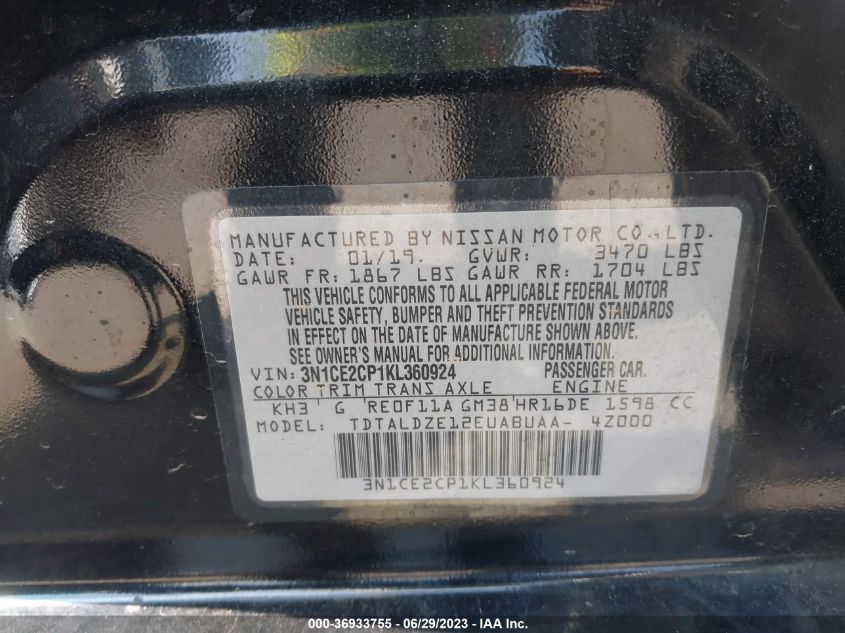 MANUFACTURED BY NISSAN MOTOR CO., LTD.
DATE: 01/19. GVWR: 3470 LBS
GAWR FR: 1867 LBS GAWR RR: 1704 LBS
THIS VEHICLE CONFORMS TO ALL APPLICABLE FEDERAL MOTOR
VEHICLE SAFETY, BUMPER AND THEFT PREVENTION STANDARDS
IN EFFECT ON THE DATE OF MANUFACTURE SHOWN ABOVE.
SEE OWNER'S MANUAL FOR ADDITIONAL INFORMATION.
VIN: 3N1CE2CP1KL360924 PASSENGER CAR.
COLOR TRIM TRANS AXLE ENGINE
KH3 G RE0F11A GM38 HR16DE 1598 CC
MODEL: TDTALDZE12EUABUAA- 4Z000
3N1CE2CP1KL360924
000-36933755 - 06/29/2023 - IAA Inc.